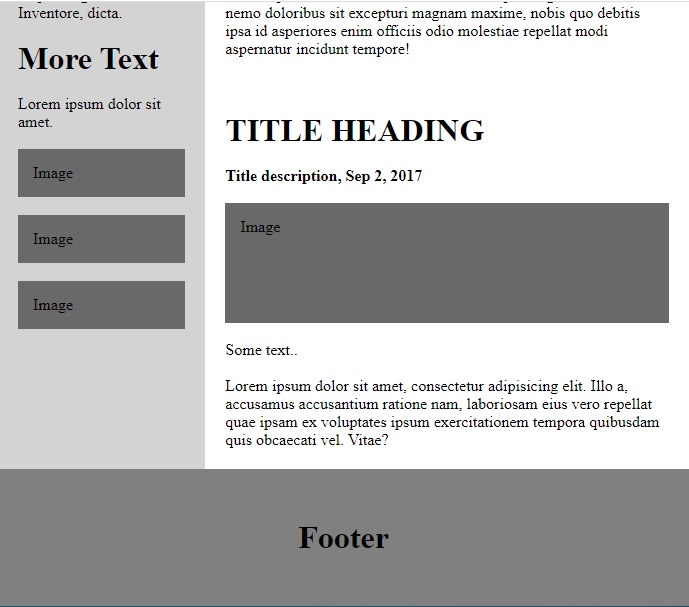 Inventore, dicta.
More Text
Lorem ipsum dolor sit
amet.
Image
Image
Image
nemo doloribus sit excepturi magnam maxime, nobis quo debitis
ipsa id asperiores enim officiis odio molestiae repellat modi
aspernatur incidunt tempore!
TITLE HEADING
Title description, Sep 2, 2017
Image
Some text..
Lorem ipsum dolor sit amet, consectetur adipisicing elit. Illo a,
accusamus accusantium ratione nam, laboriosam eius vero repellat
quae ipsam ex voluptates ipsum exercitationem tempora quibusdam
quis obcaecati vel. Vitae?
Footer